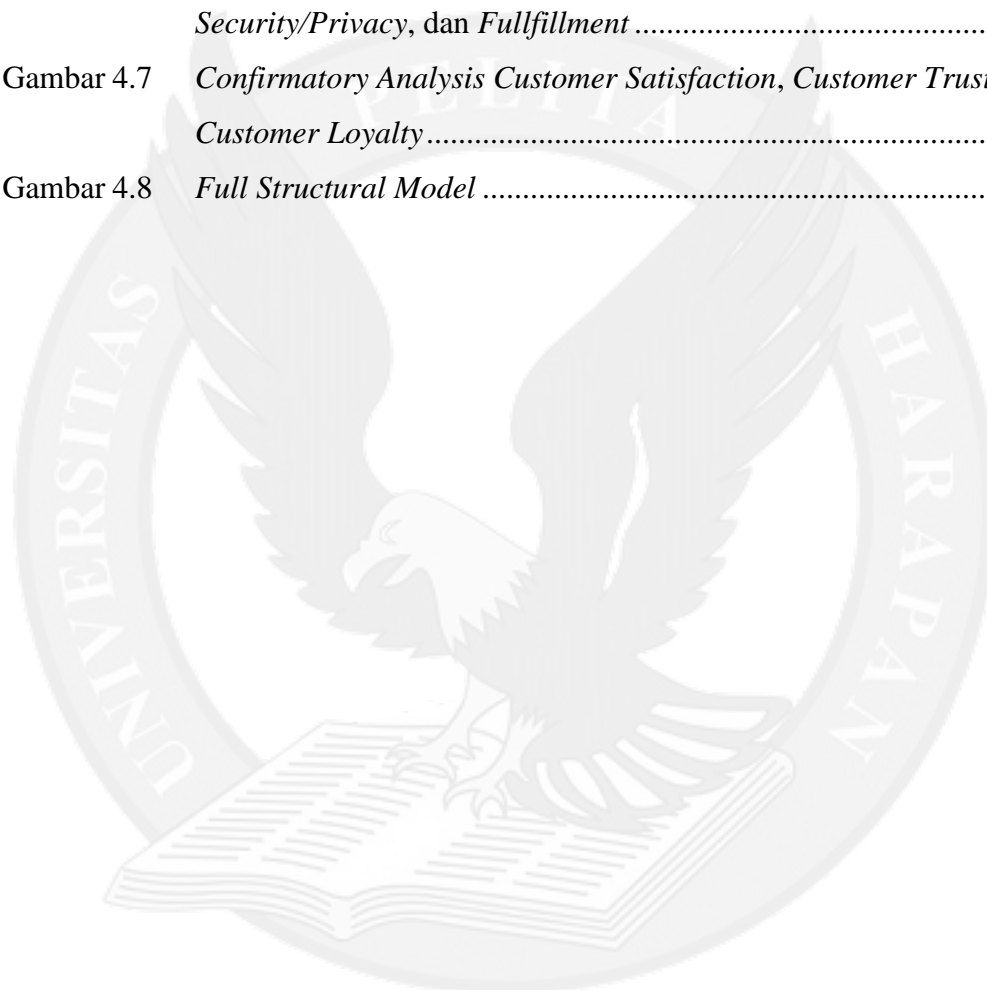 Security/Privacy, dan Fullfillment ............................................
Gambar 4.7 Confirmatory Analysis Customer Satisfaction, Customer Trust
Customer Loyalty ......................................................................
Gambar 4.8 Full Structural Model ...............................................................
UNIVERSITAS PELITA HARAPAN